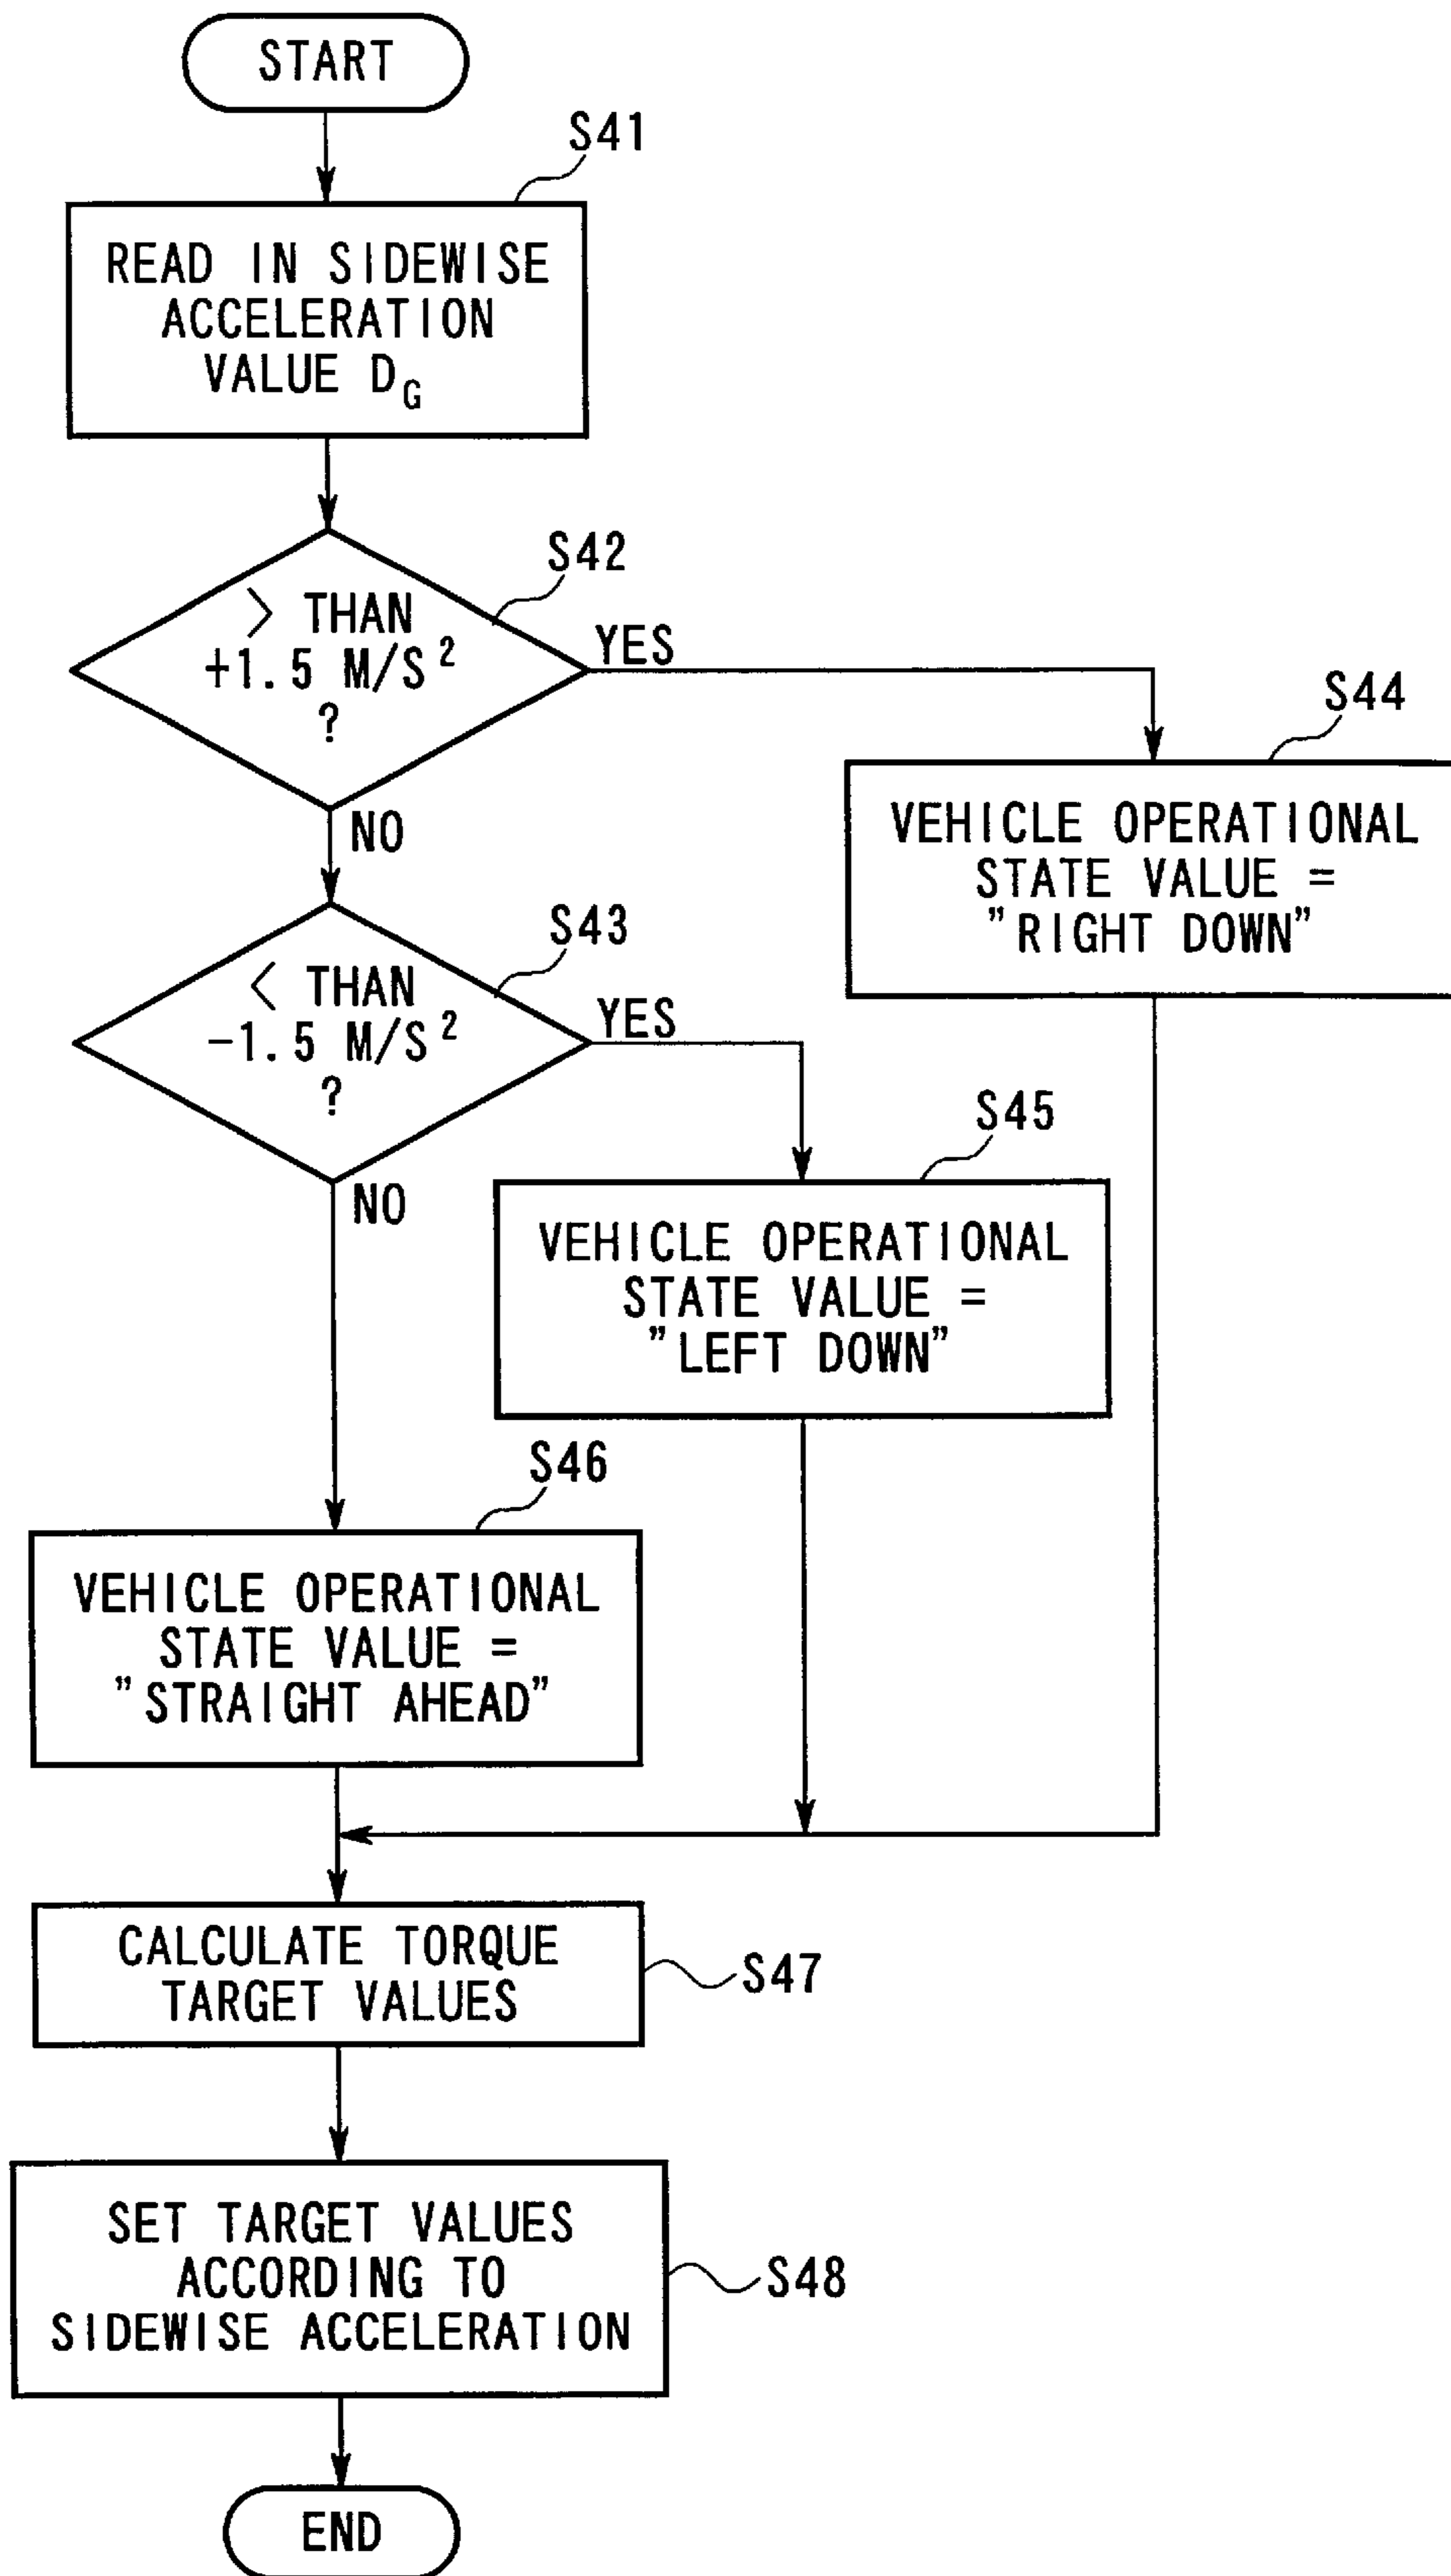 START
S41
READ IN SIDEWISE
ACCELERATION
VALUE D_G
S42
> THAN
+1.5 M/S²
?
YES
NO
S44
VEHICLE OPERATIONAL
STATE VALUE =
"RIGHT DOWN"
S43
< THAN
-1.5 M/S²
?
YES
NO
S45
VEHICLE OPERATIONAL
STATE VALUE =
"LEFT DOWN"
S46
VEHICLE OPERATIONAL
STATE VALUE =
"STRAIGHT AHEAD"
CALCULATE TORQUE
TARGET VALUES
S47
SET TARGET VALUES
ACCORDING TO
SIDEWISE ACCELERATION
S48
END